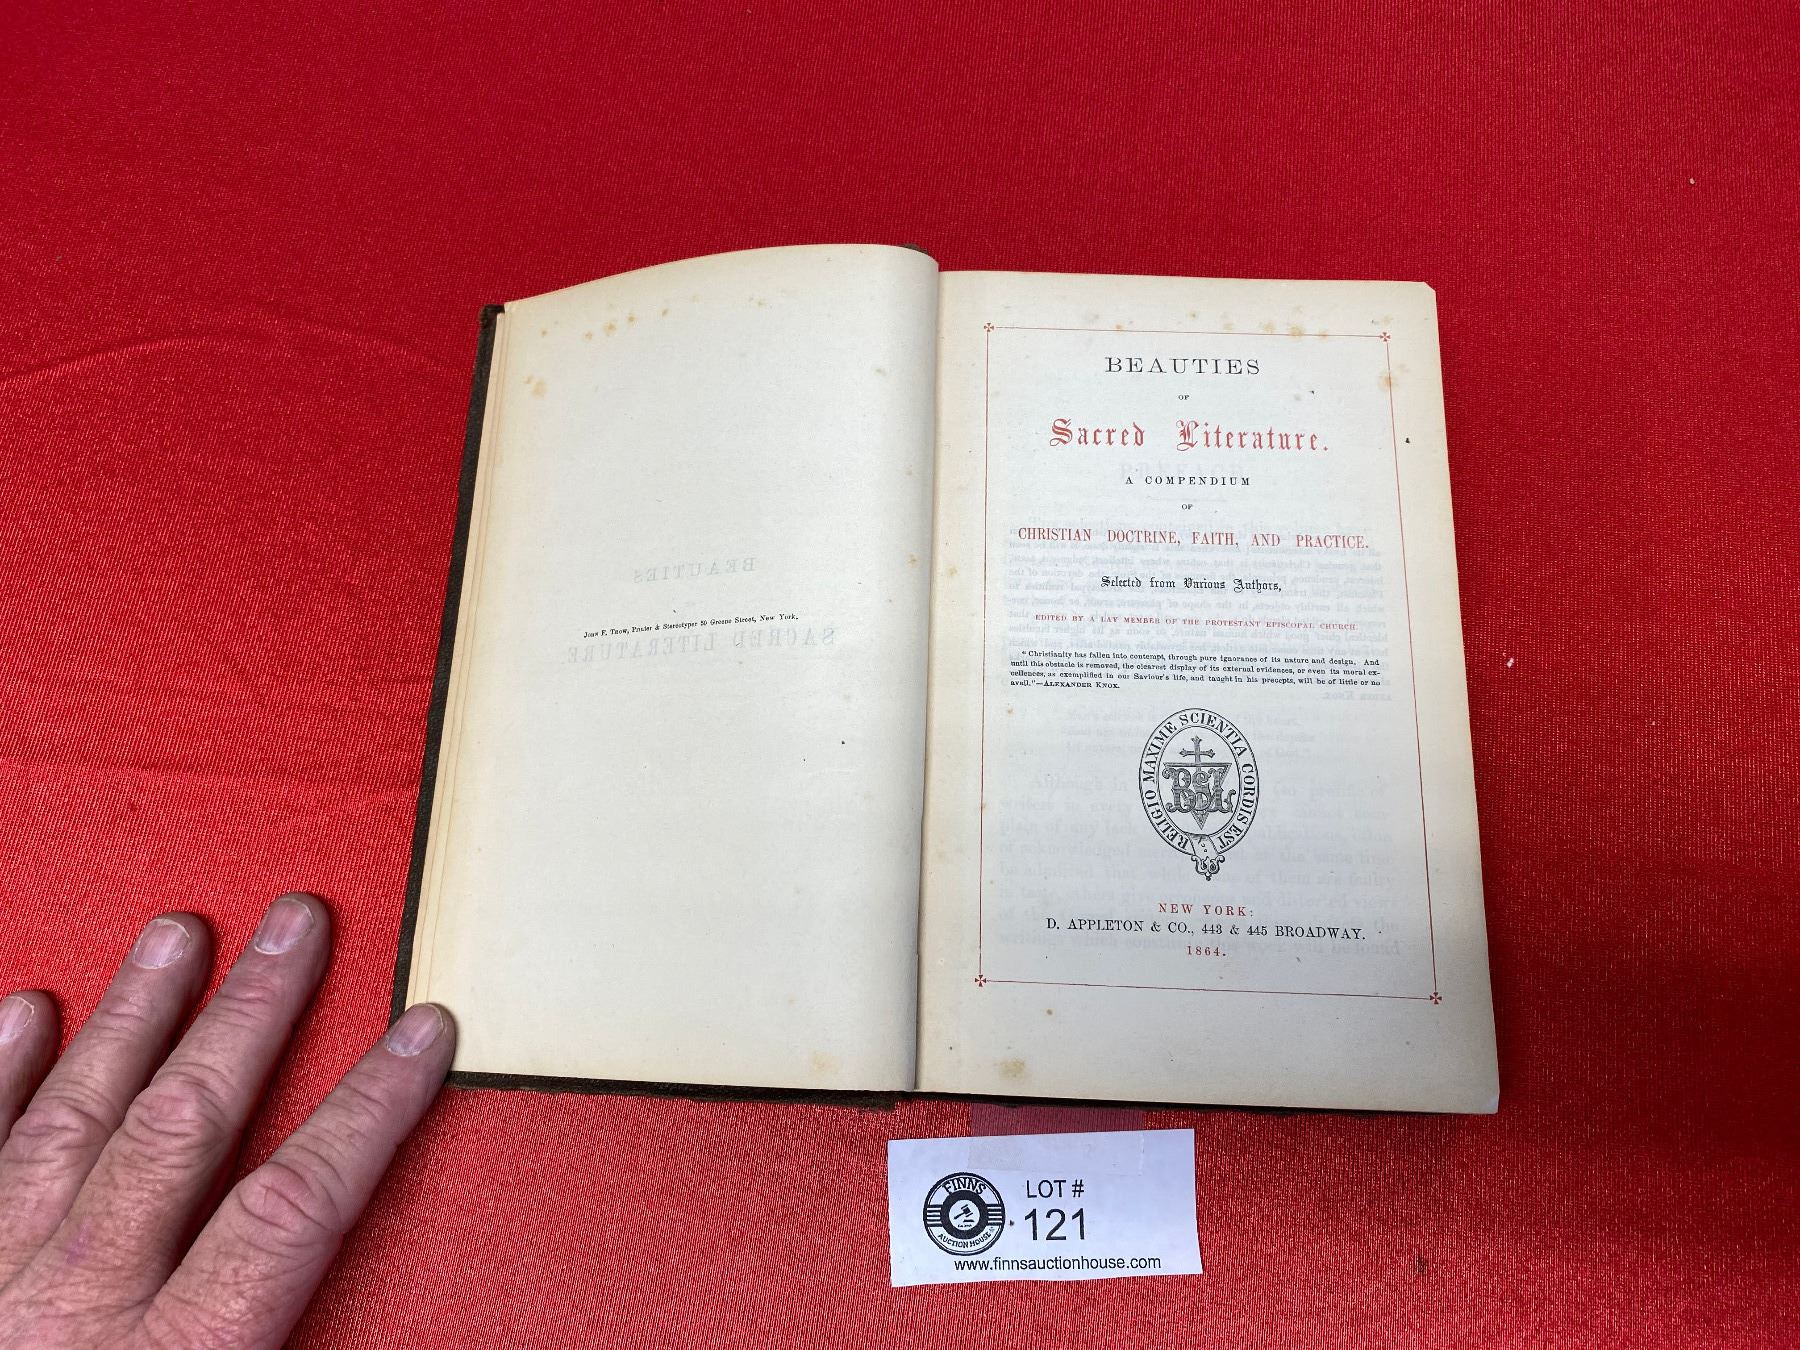 John F. Trow, Printer & Stereotyper 50 Greene Street, New York.
BEAUTIES
OF
Sacred Literature.
A COMPENDIUM
OF
CHRISTIAN DOCTRINE, FAITH, AND PRACTICE.
Selected from Various Authors,
EDITED BY A LAY MEMBER OF THE PROTESTANT EPISCOPAL CHURCH.
"Christianity has fallen into contempt, through pure ignorance of its nature and design. And
until this obstacle is removed, the clearest display of its external evidences, or even its moral ex-
cellences, as exemplified in our Saviour's life, and taught in his precepts, will be of little or no
avail."—ALEXANDER KNOX.
RELIGIO MAXIME SCIENTIA CORDIS EST
BSL
NEW YORK:
D. APPLETON & CO., 443 & 445 BROADWAY.
1864.
FINNS
AUCTION HOUSE
LOT #
121
www.finnsauctionhouse.com